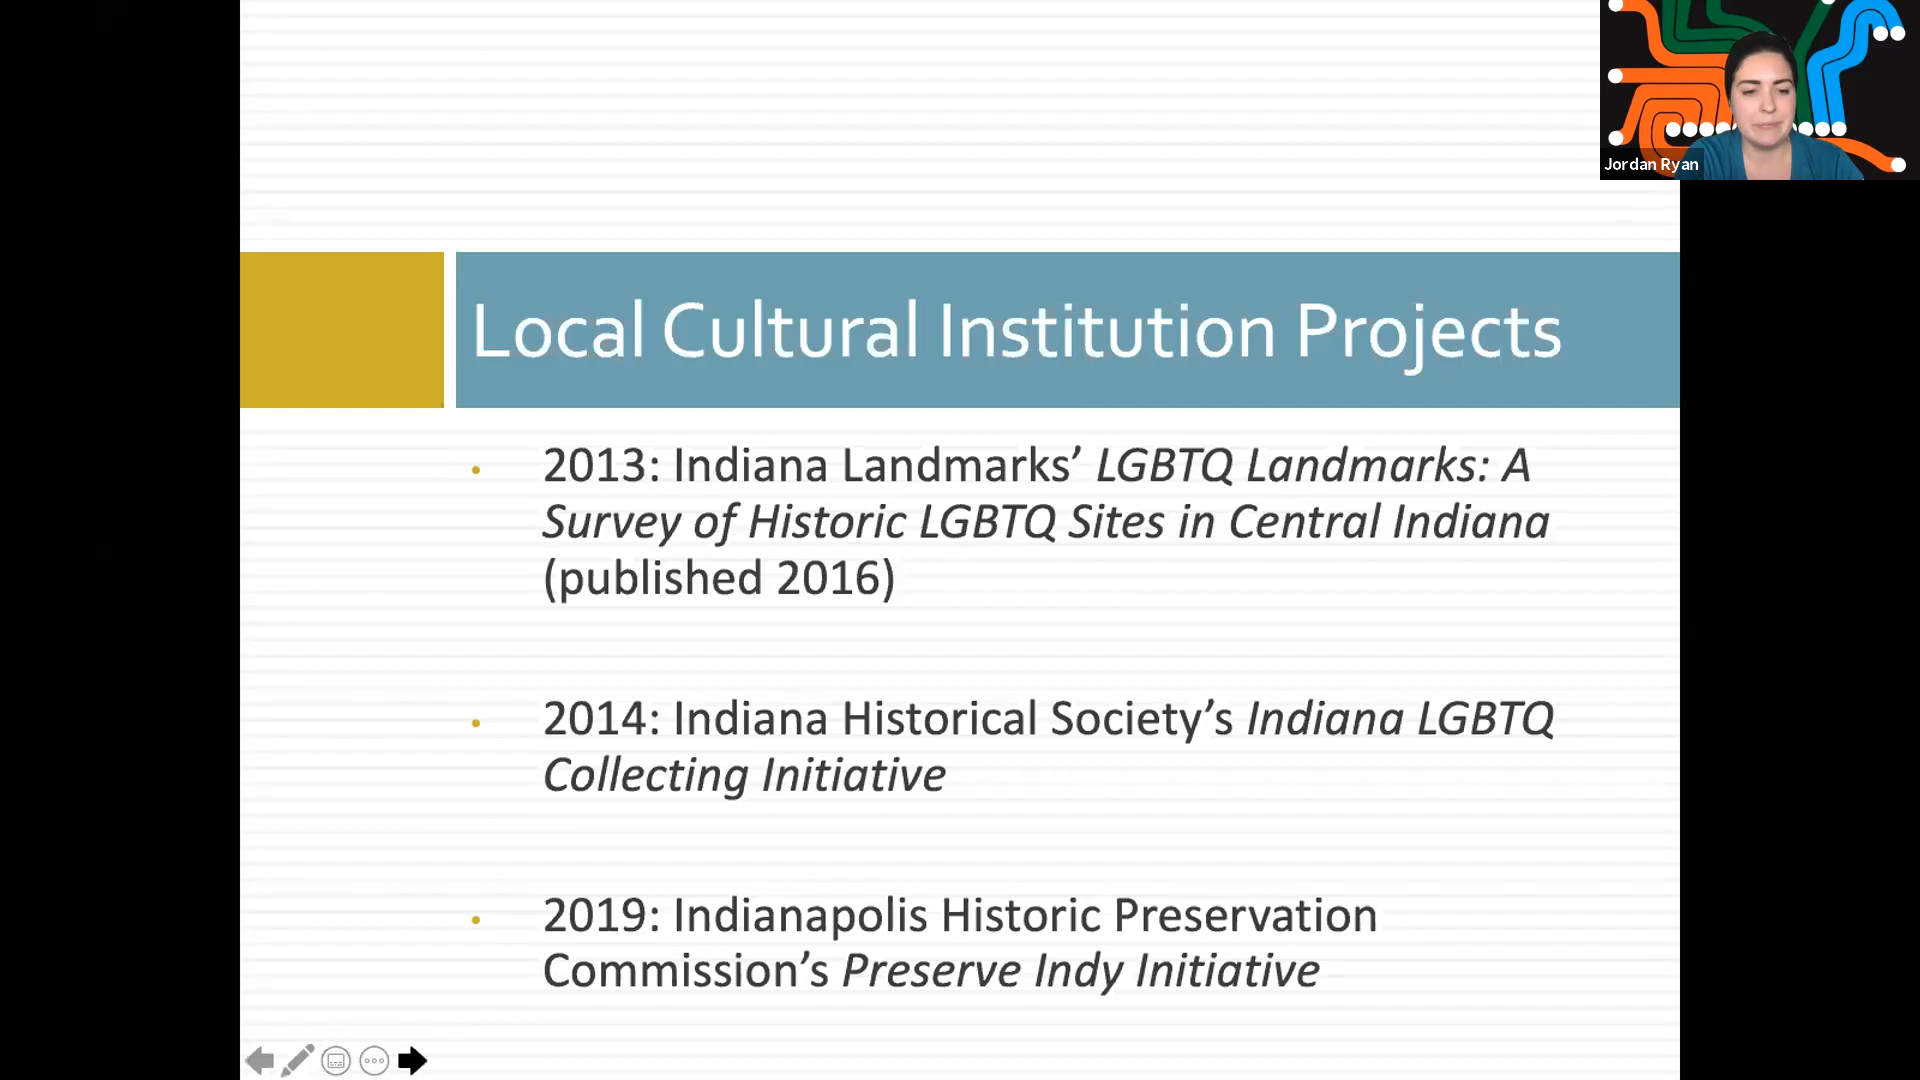 Jordan Ryan
Local Cultural Institution Projects
• 2013: Indiana Landmarks’ LGBTQ Landmarks: A
Survey of Historic LGBTQ Sites in Central Indiana
(published 2016)
• 2014: Indiana Historical Society’s Indiana LGBTQ
Collecting Initiative
• 2019: Indianapolis Historic Preservation
Commission’s Preserve Indy Initiative